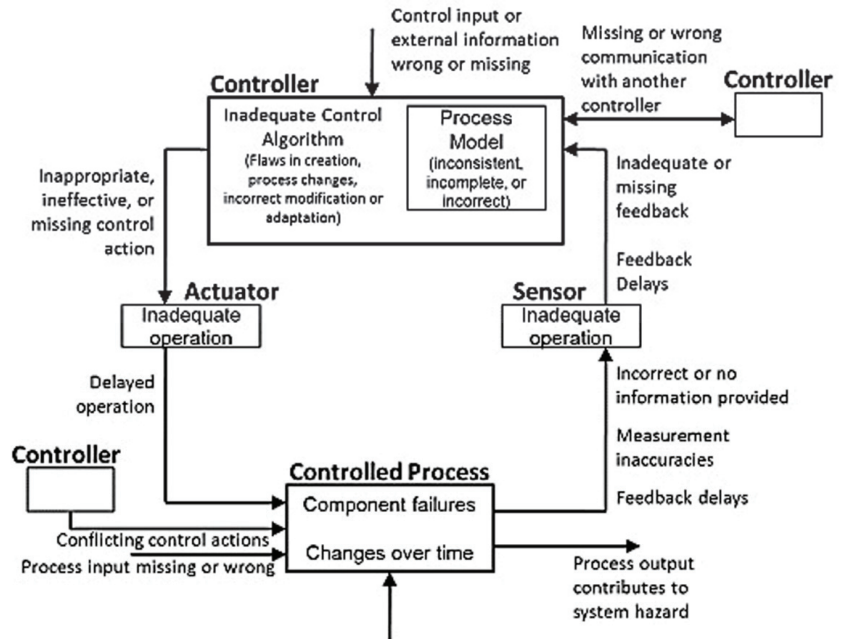 Control input or
external information
wrong or missing
Missing or wrong
communication
with another
controller
Controller
Controller
Inadequate Control
Algorithm
(Flaws in creation,
process changes,
incorrect modification or
adaptation)
Process
Model
(inconsistent,
incomplete, or
incorrect)
Inappropriate,
ineffective, or
missing control
action
Inadequate or
missing
feedback
Feedback
Delays
Actuator
Inadequate
operation
Sensor
Inadequate
operation
Delayed
operation
Incorrect or no
information provided
Measurement
inaccuracies
Feedback delays
Controller
Controlled Process
Component failures
Changes over time
Conflicting control actions
Process input missing or wrong
Process output
contributes to
system hazard